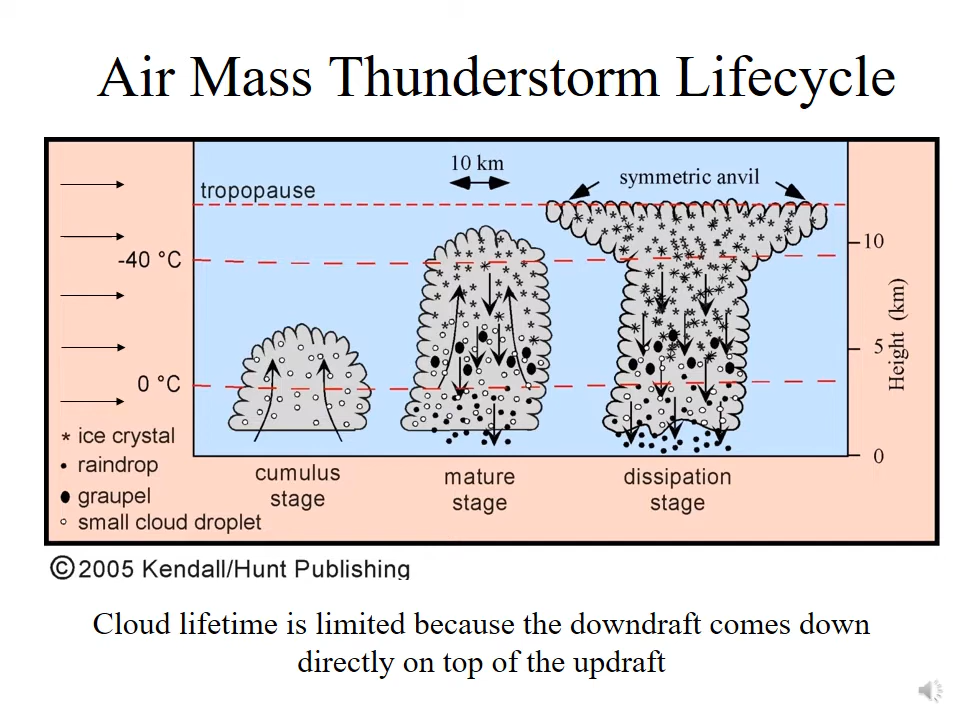 Air Mass Thunderstorm Lifecycle
10 km
tropopause
symmetric anvil
-40 °C
10
5
0 °C
Height (km)
0
* ice crystal
• raindrop
graupel
small cloud droplet
cumulus
stage
mature
stage
dissipation
stage
©2005 Kendall/Hunt Publishing
Cloud lifetime is limited because the downdraft comes down
directly on top of the updraft